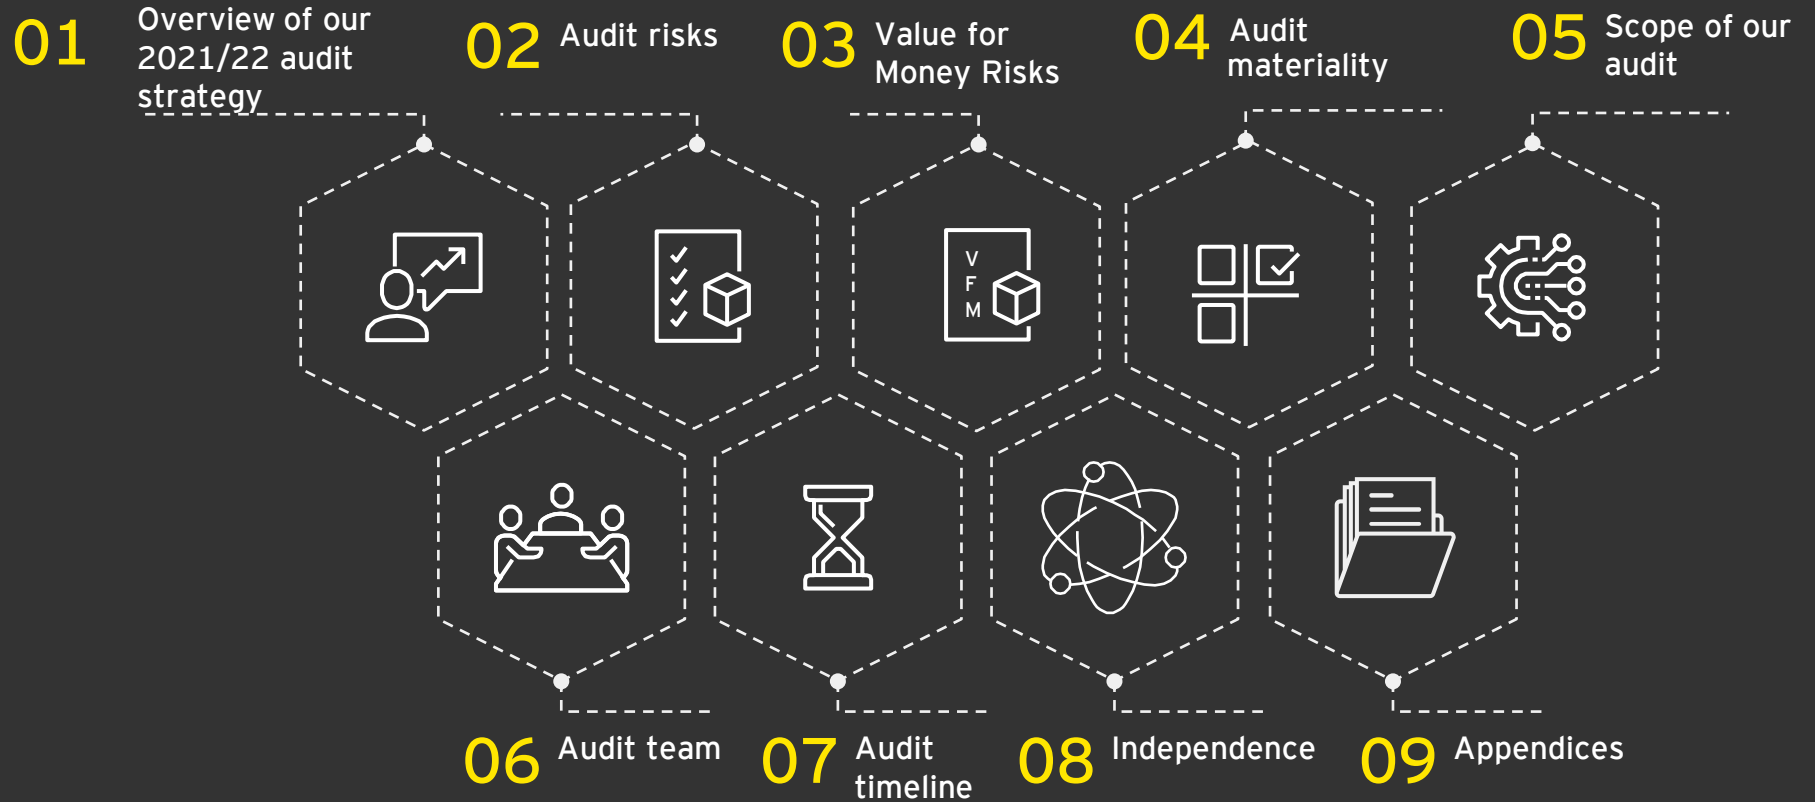 01 Overview of our
2021/22 audit
strategy
02 Audit risks
03 Value for
Money Risks
04 Audit
materiality
05 Scope of our
audit
V
F
M
06 Audit team
07 Audit
timeline
08 Independence
09 Appendices